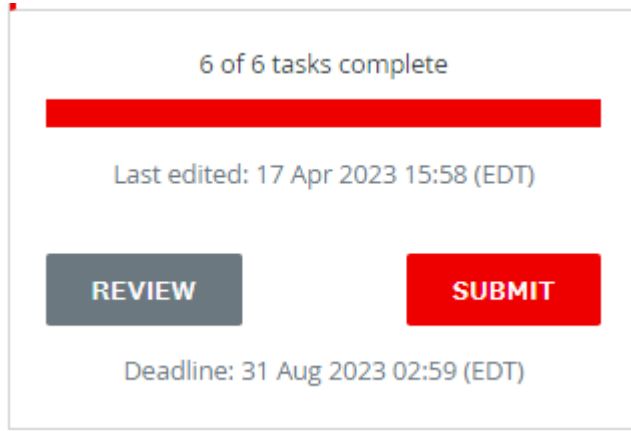 6 of 6 tasks complete
Last edited: 17 Apr 2023 15:58 (EDT)
REVIEW
SUBMIT
Deadline: 31 Aug 2023 02:59 (EDT)